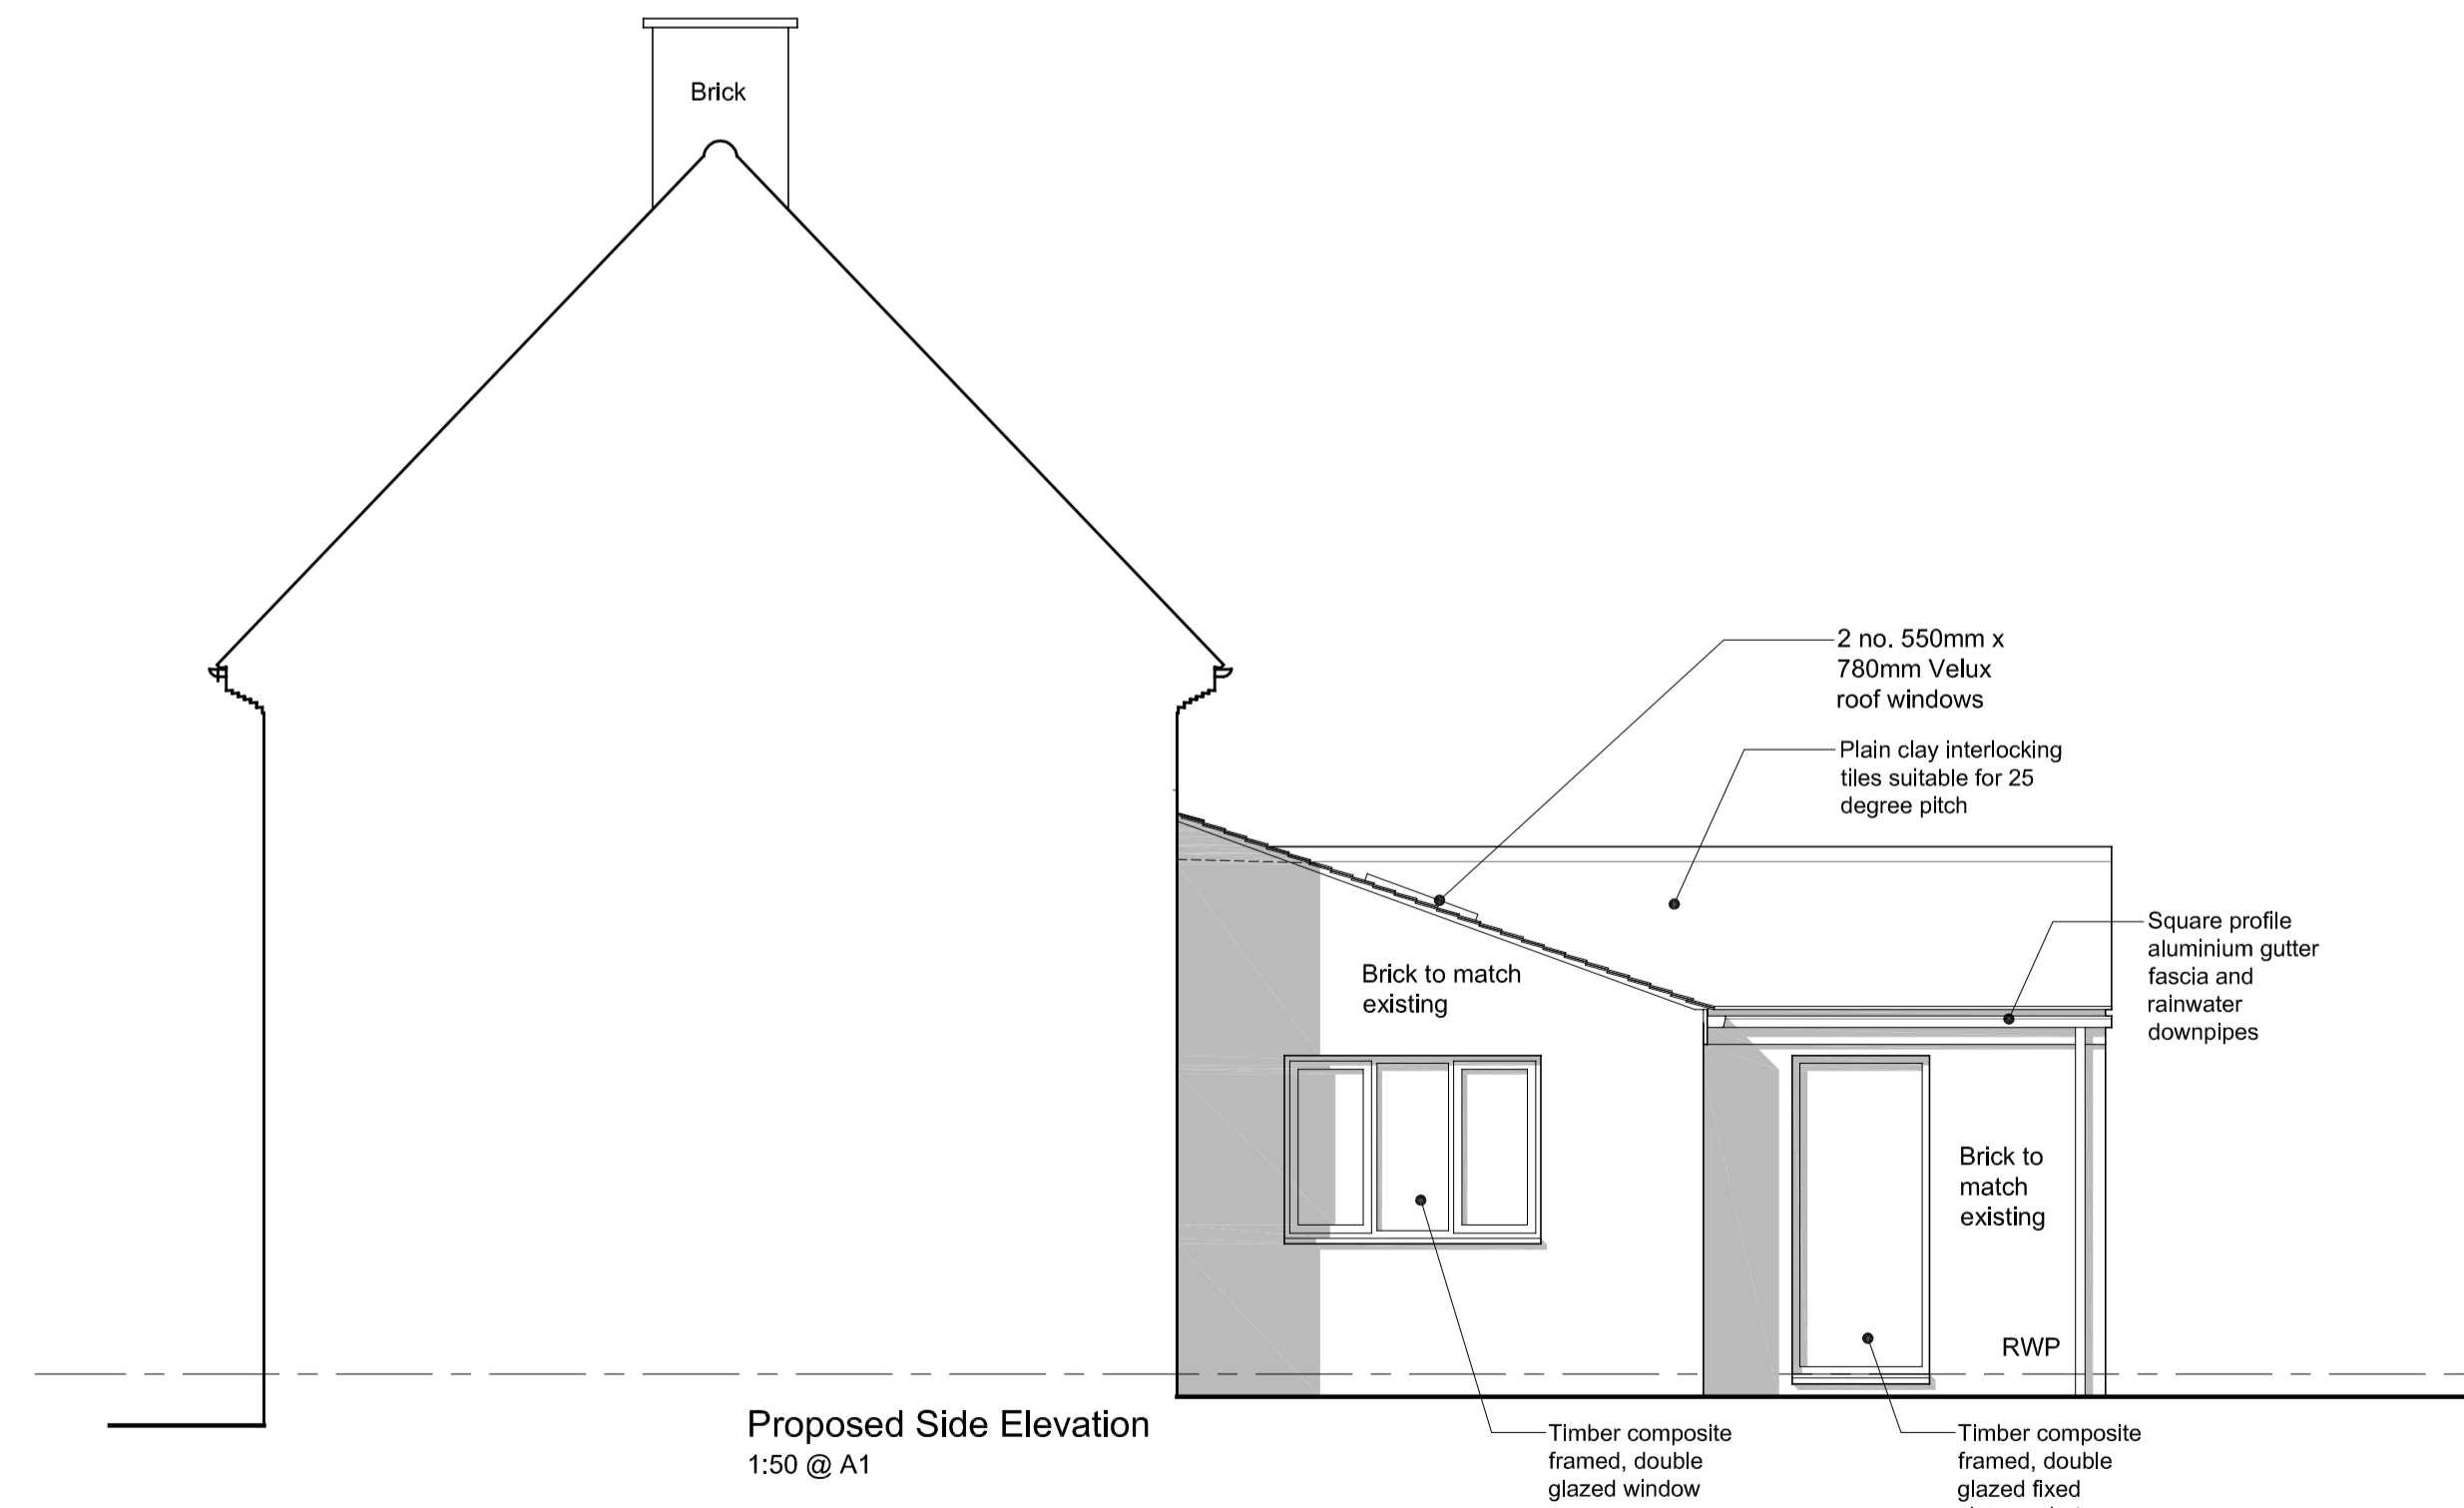 Brick
2 no. 550mm x
780mm Velux
roof windows
Plain clay interlocking
tiles suitable for 25
degree pitch
Square profile
aluminium gutter
fascia and
rainwater
downpipes
Brick to match
existing
Brick to
match
existing
RWP
Proposed Side Elevation
1:50 @ A1
Timber composite
framed, double
glazed window
Timber composite
framed, double
glazed fixed